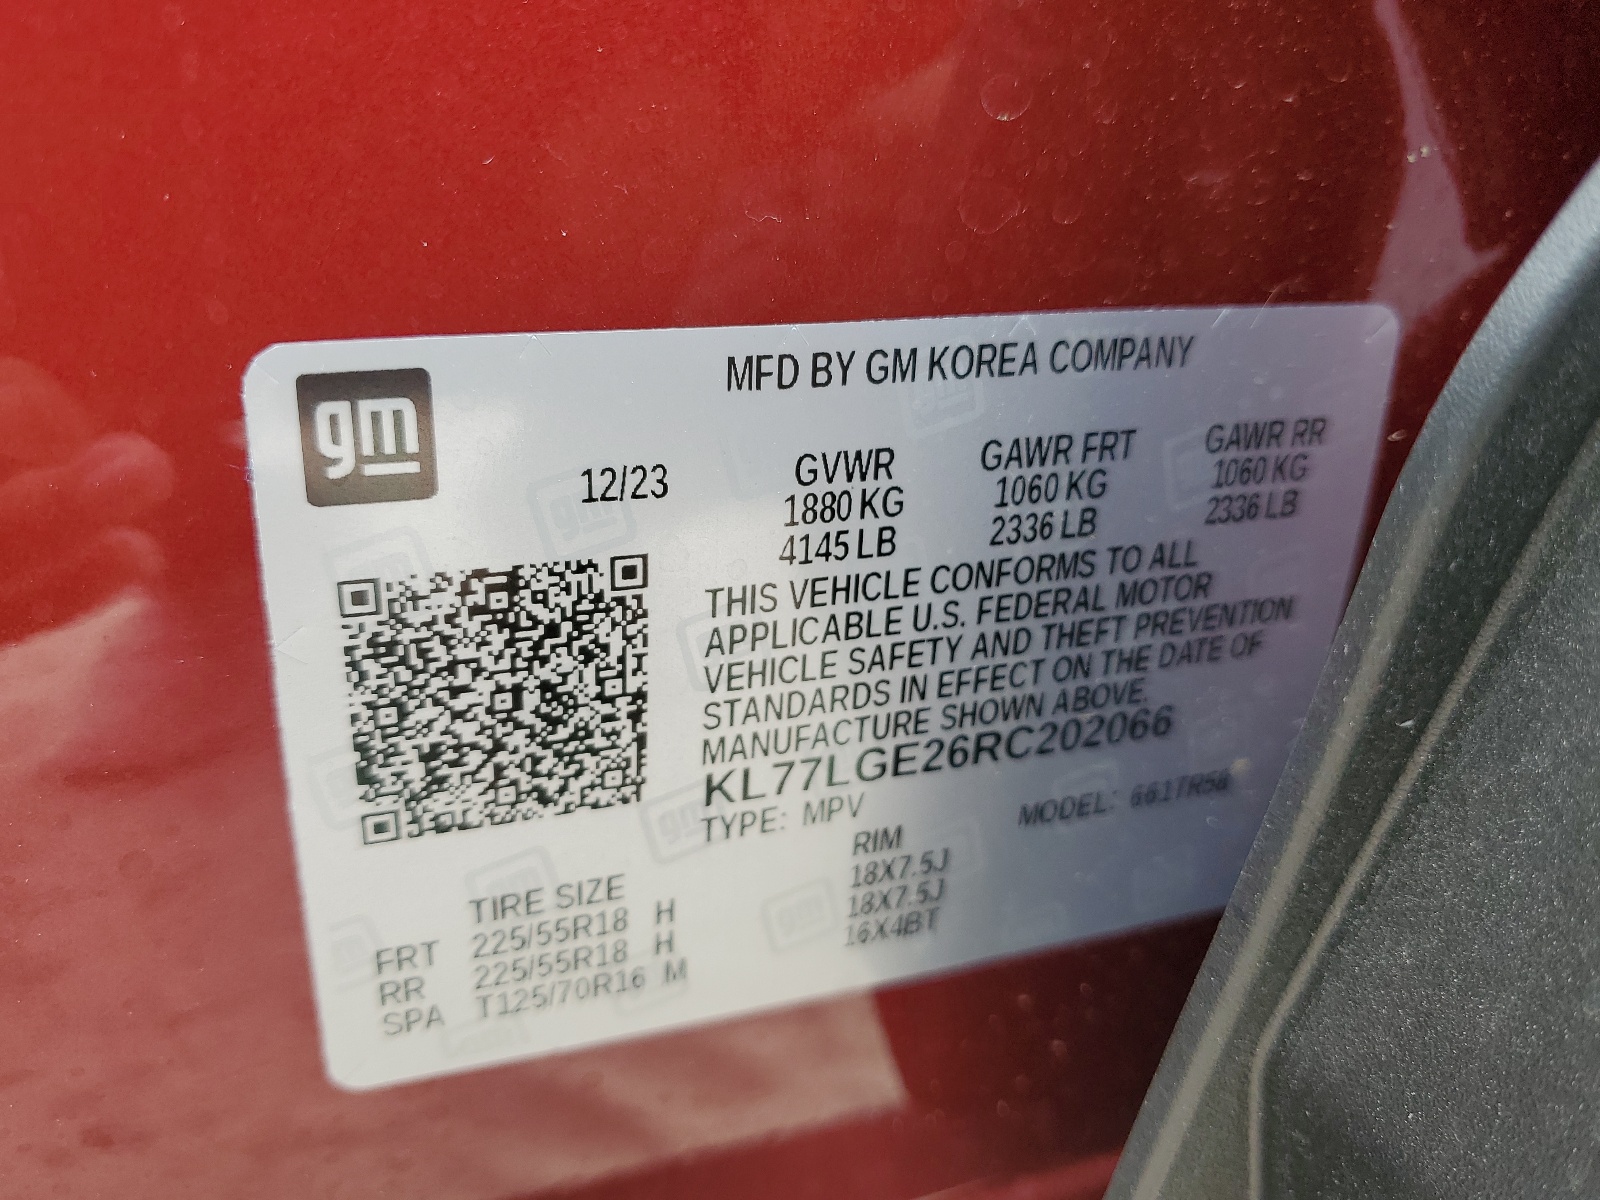 gm
MFD BY GM KOREA COMPANY
12/23
GVWR GAWR FRT GAWR RR
1880 KG 1060 KG 1060 KG
4145 LB 2336 LB 2336 LB
THIS VEHICLE CONFORMS TO ALL
APPLICABLE U.S. FEDERAL MOTOR
VEHICLE SAFETY AND THEFT PREVENTION
STANDARDS IN EFFECT ON THE DATE OF
MANUFACTURE SHOWN ABOVE.
KL77LGE26RC202066
TYPE: MPV MODEL:
TIRE SIZE RIM
FRT 225/55R18 H 18X7.5J
RR 225/55R18 H 18X7.5J
SPA T125/70R16 M 16X4BT